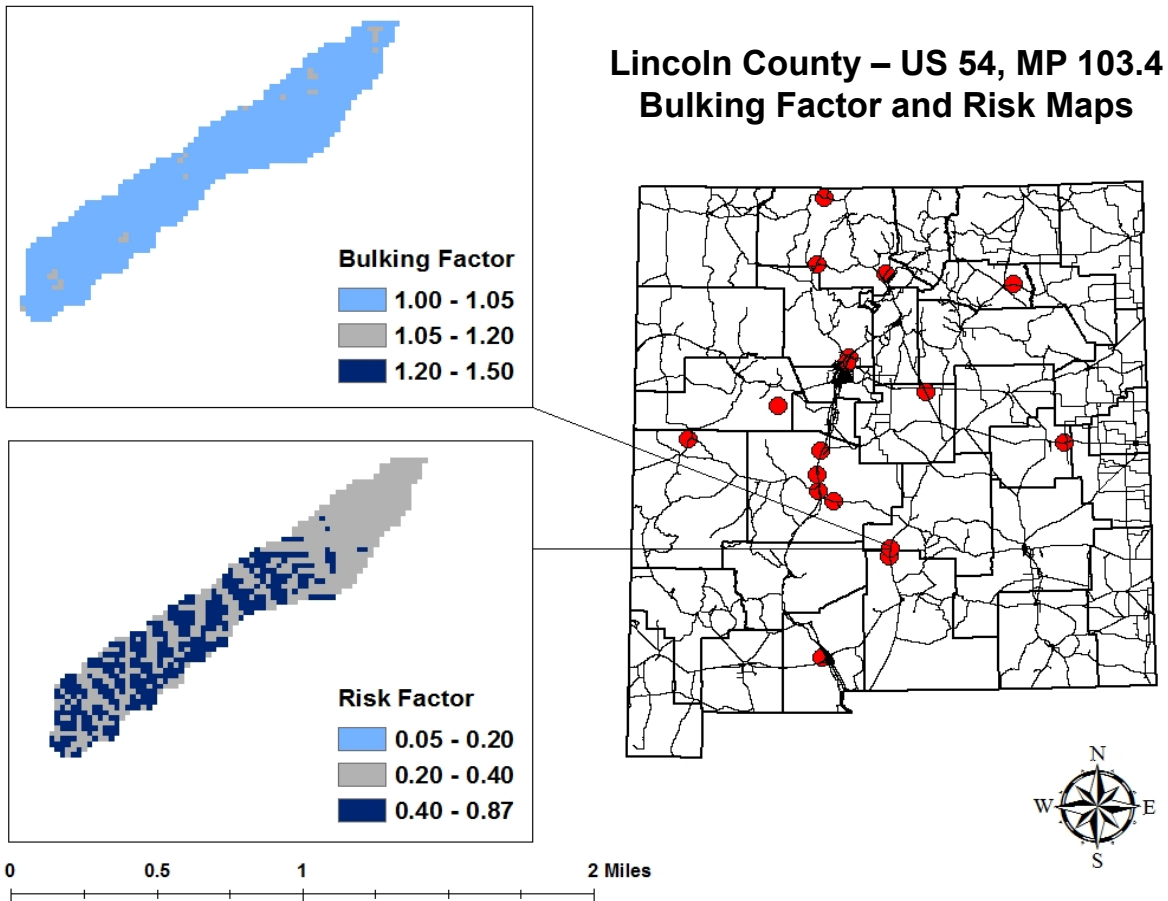 Lincoln County – US 54, MP 103.4
Bulking Factor and Risk Maps
Bulking Factor
1.00 - 1.05
1.05 - 1.20
1.20 - 1.50
Risk Factor
0.05 - 0.20
0.20 - 0.40
0.40 - 0.87
N
W E
S
0 0.5 1 2 Miles